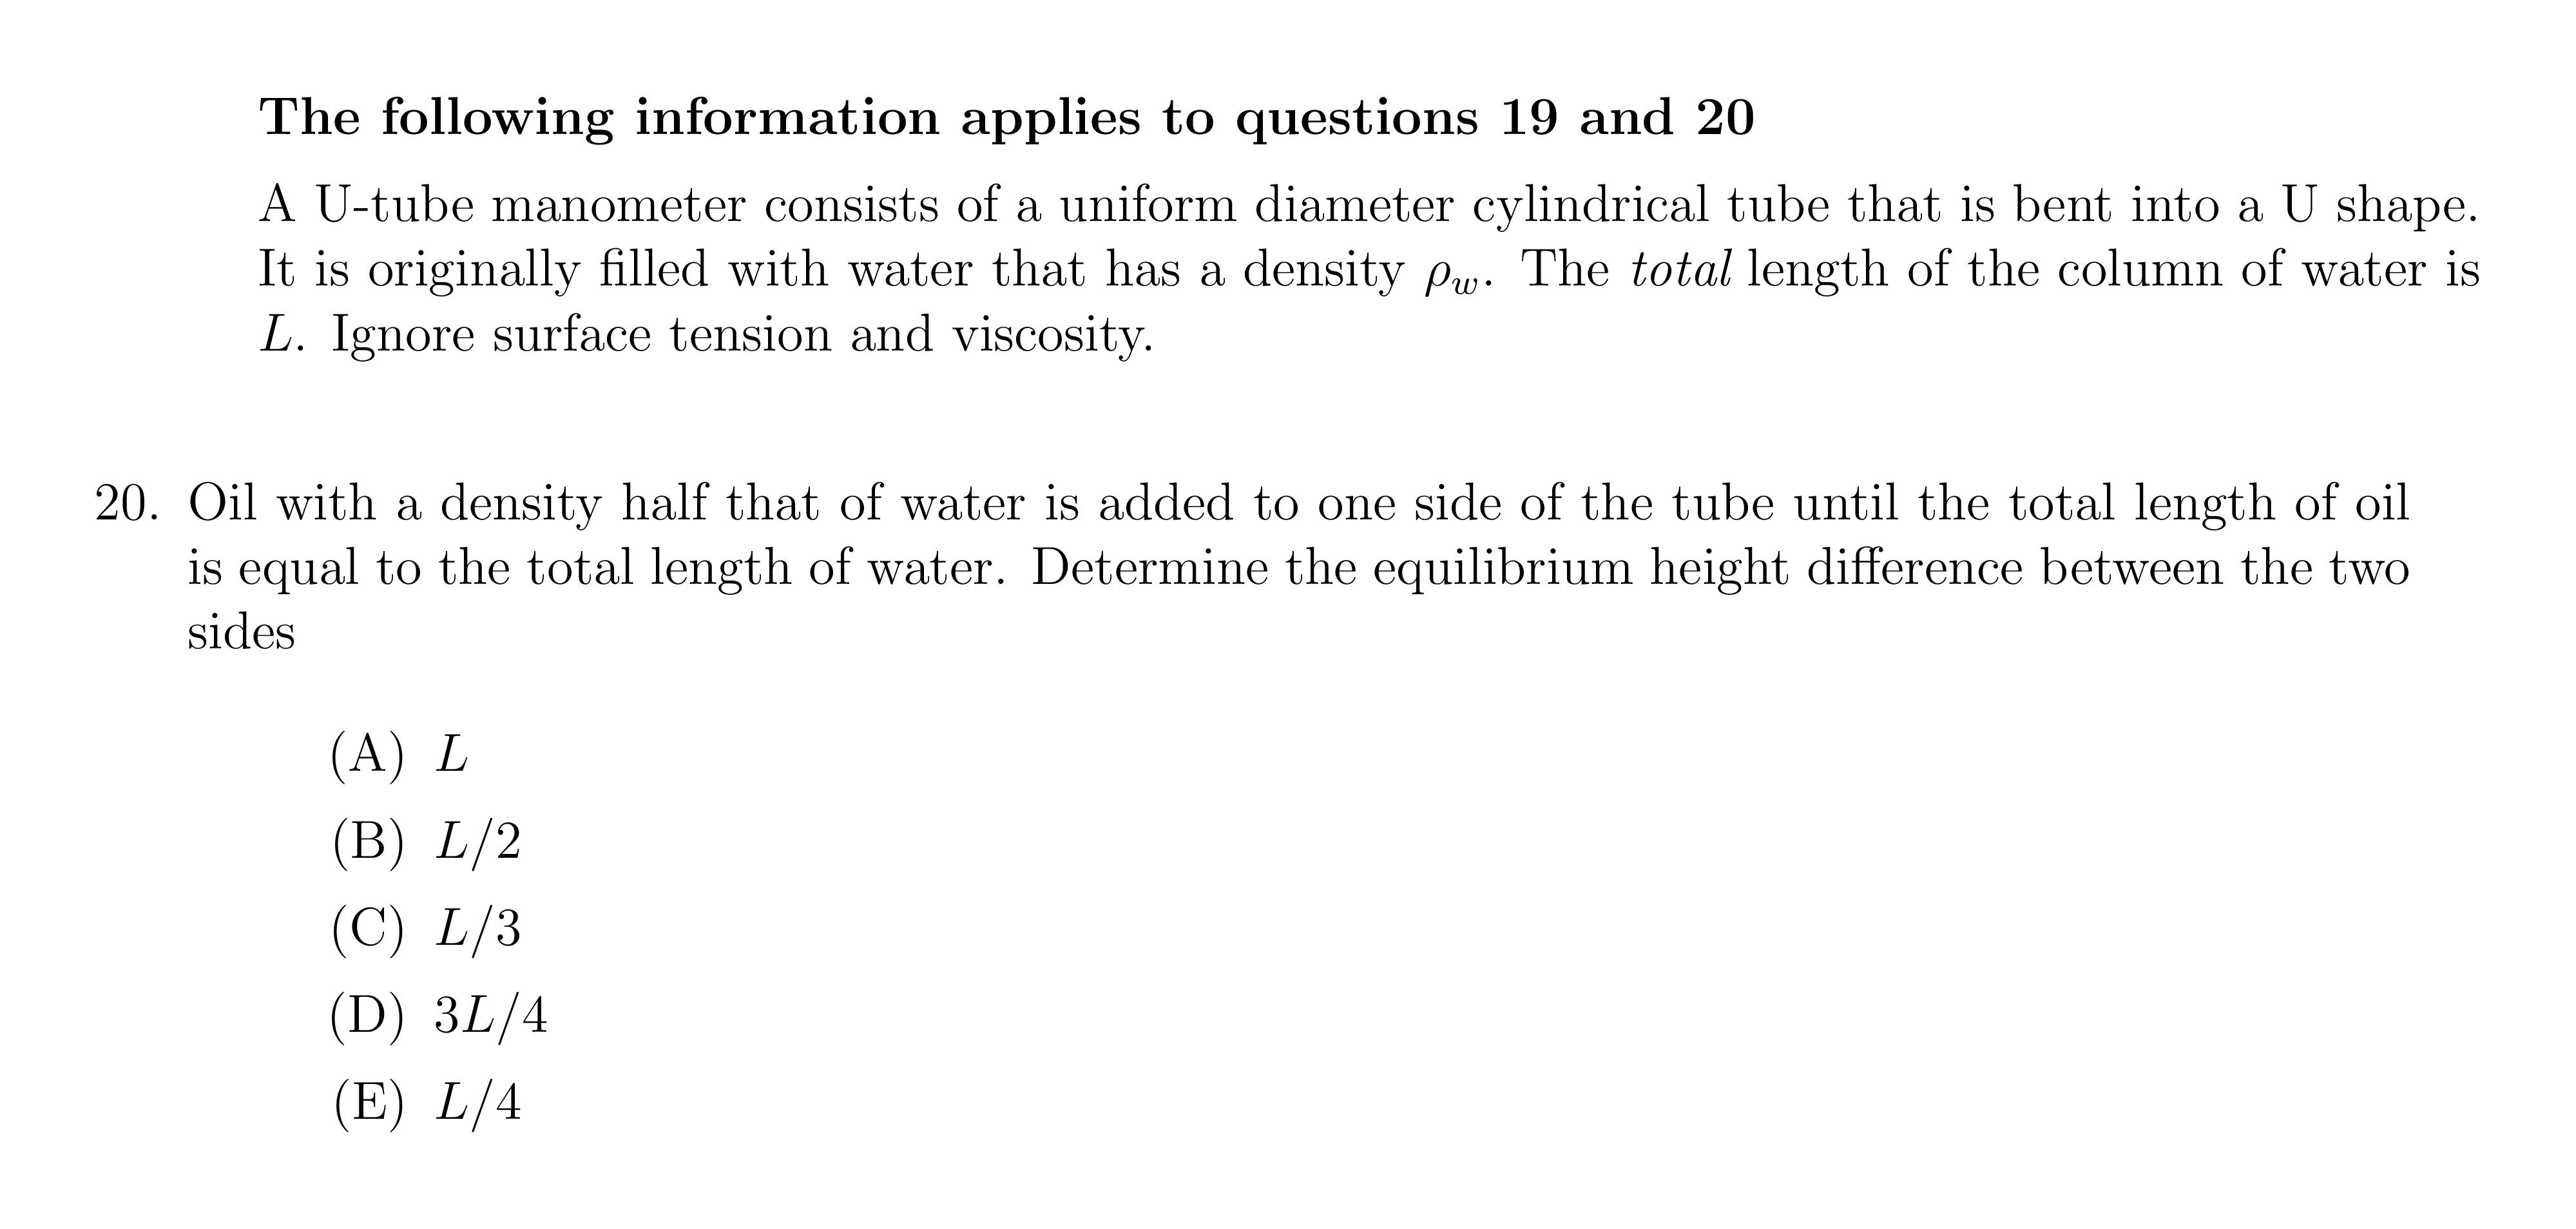 The following information applies to questions 19 and 20
A U-tube manometer consists of a uniform diameter cylindrical tube that is bent into a U shape.
It is originally filled with water that has a density ρ_w. The total length of the column of water is
L. Ignore surface tension and viscosity.
20. Oil with a density half that of water is added to one side of the tube until the total length of oil
is equal to the total length of water. Determine the equilibrium height difference between the two
sides
(A) L
(B) L/2
(C) L/3
(D) 3L/4
(E) L/4